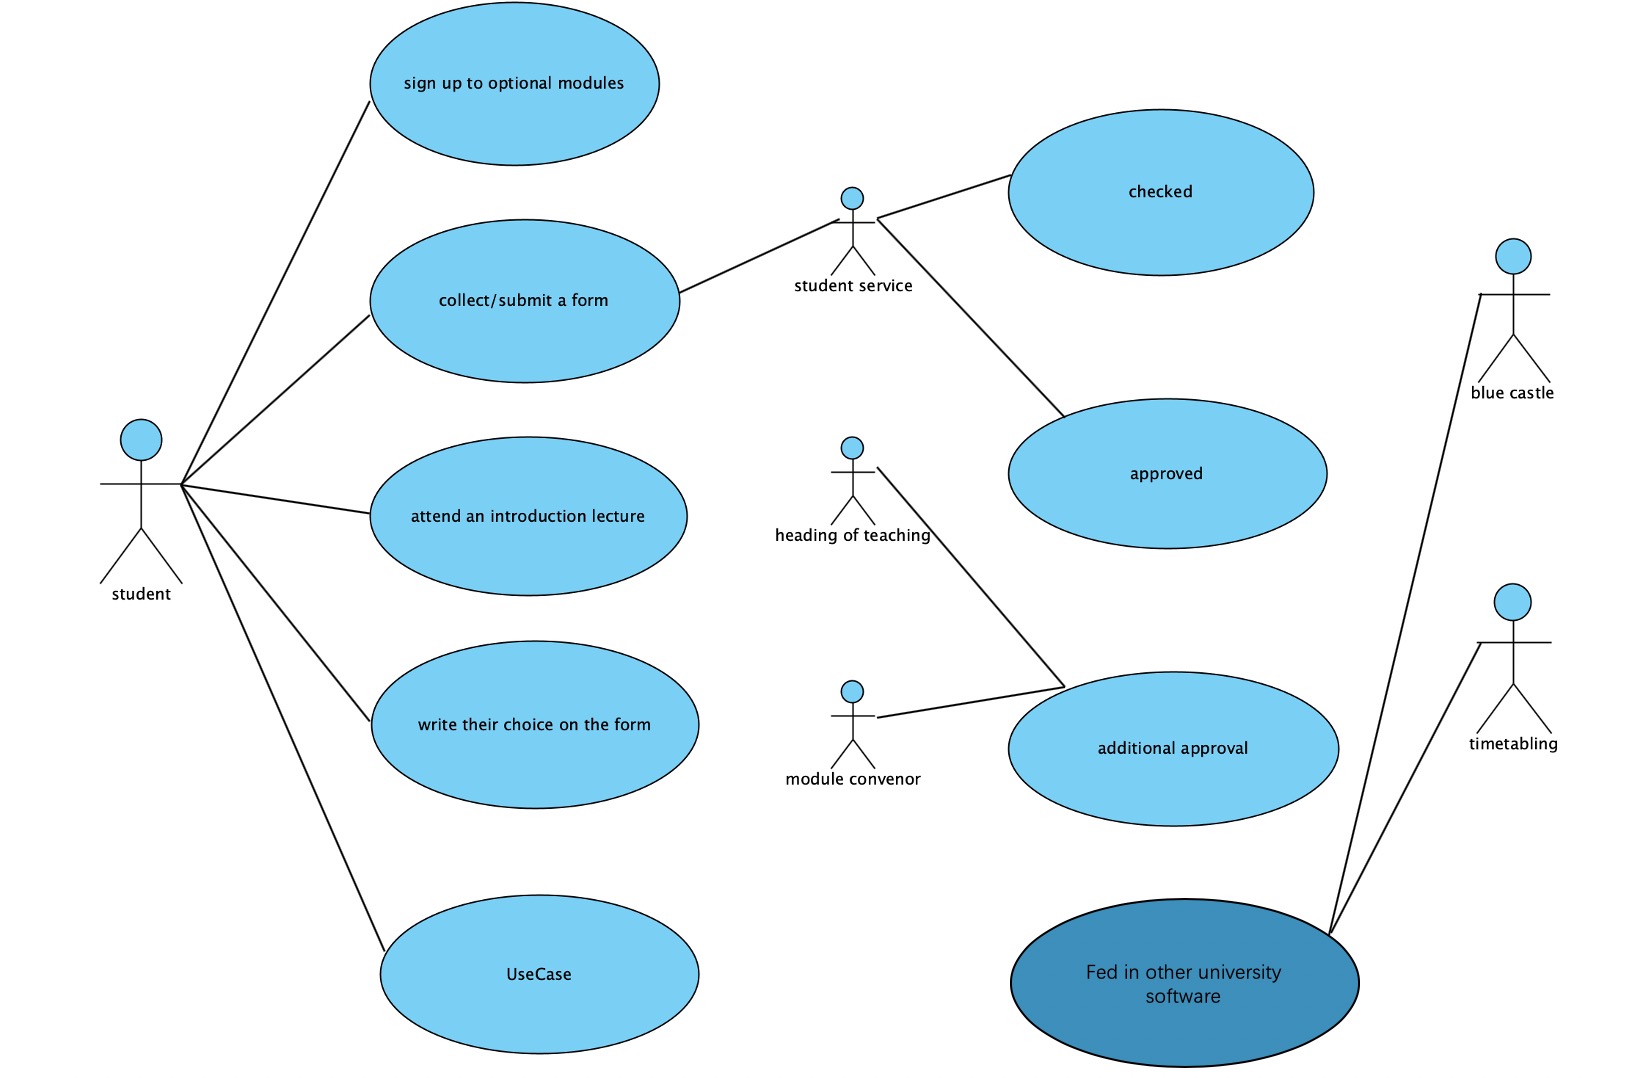 sign up to optional modules
checked
collect/submit a form
student service
blue castle
approved
attend an introduction lecture
heading of teaching
student
write their choice on the form
additional approval
timetabling
module convenor
UseCase
Fed in other university
software